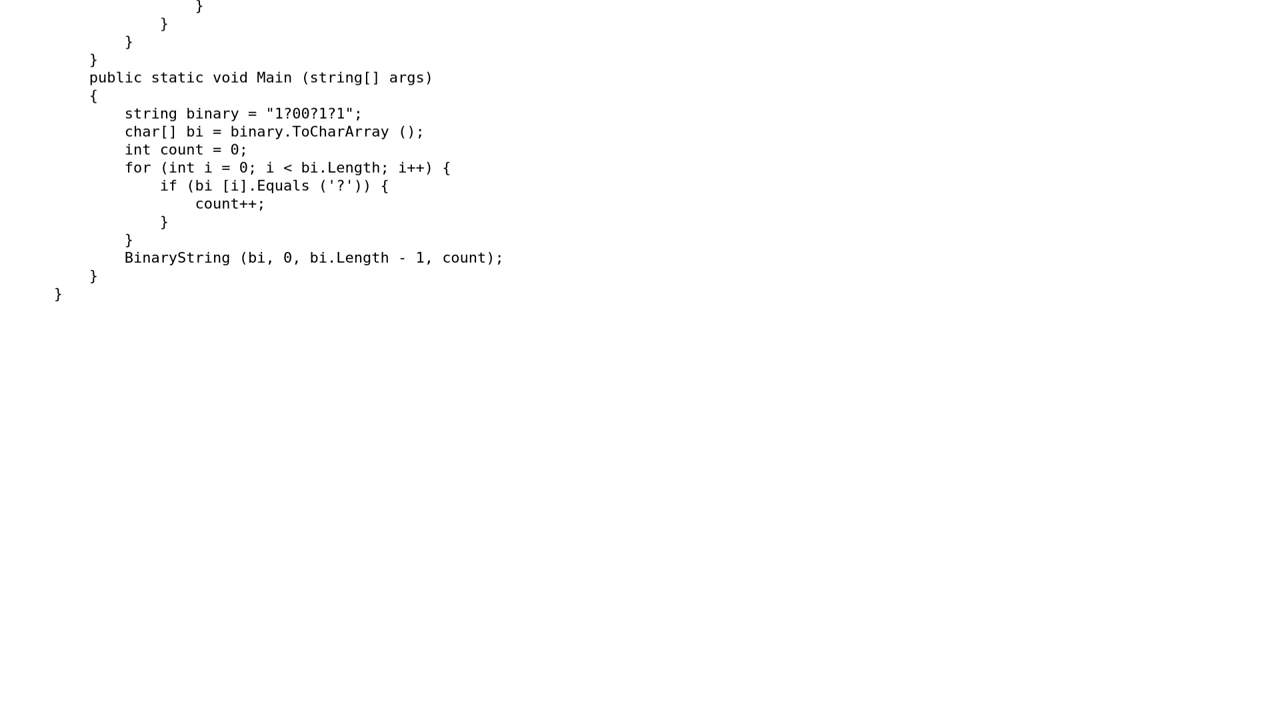 }
            }
        }
    }
    public static void Main (string[] args)
    {
        string binary = "1?00?1?1";
        char[] bi = binary.ToCharArray ();
        int count = 0;
        for (int i = 0; i < bi.Length; i++) {
            if (bi [i].Equals ('?')) {
                count++;
            }
        }
        BinaryString (bi, 0, bi.Length - 1, count);
    }
}